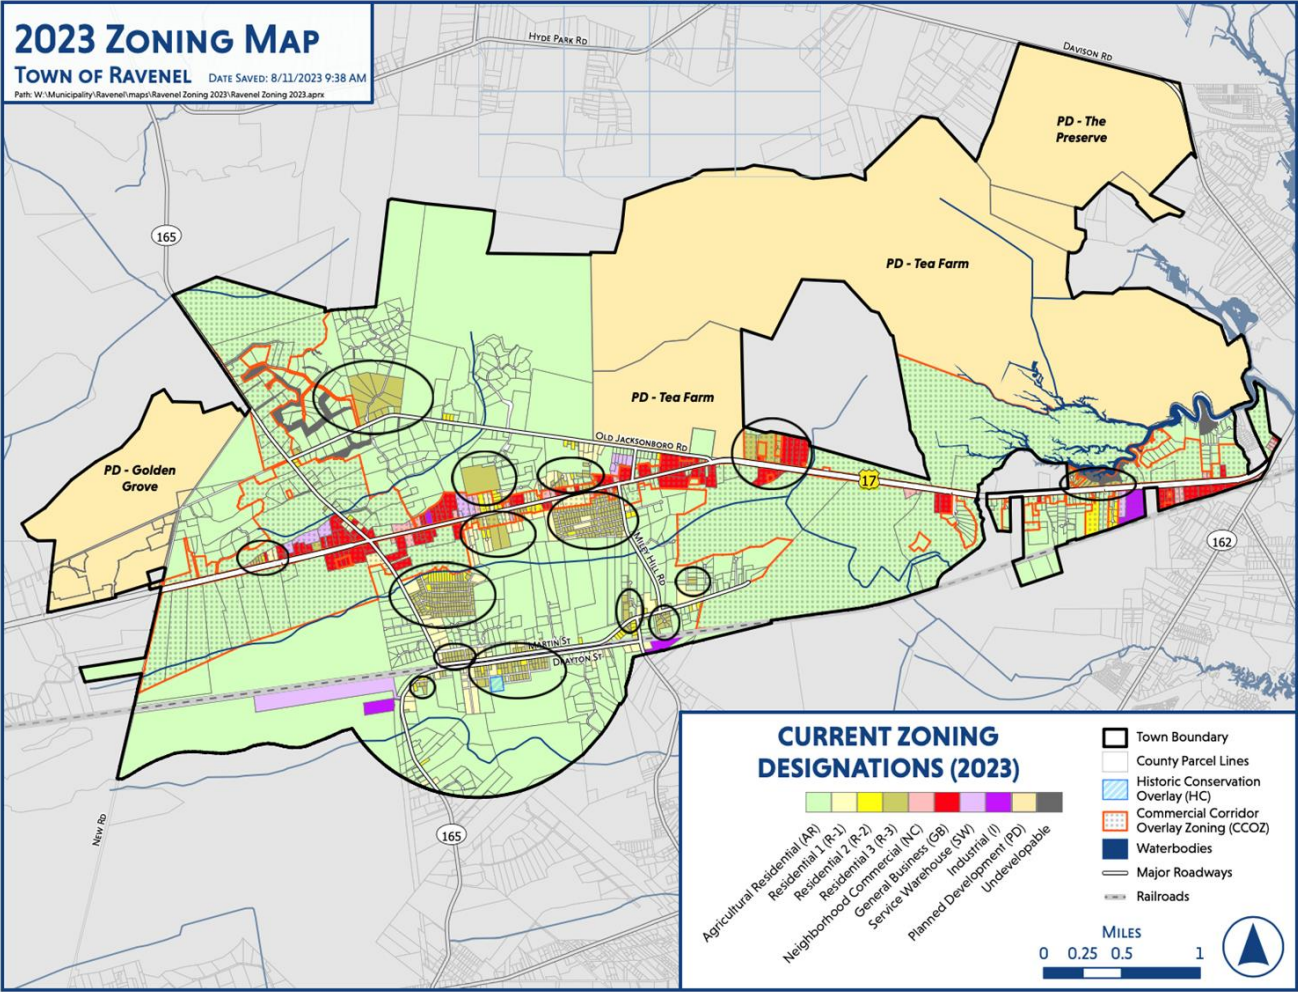 2023 ZONING MAP
TOWN OF RAVENEL DATE SAVED: 8/11/2023 9:38 AM
Path: W:\Municipality\Ravenel\maps\Ravenel Zoning 2023\Ravenel Zoning 2023.aprx
HYDE PARK RD
DAVISON RD
PD - The
Preserve
165
PD - Tea Farm
PD - Tea Farm
OLD JACKSONBORO RD
PD - Golden
Grove
17
162
MILEY HILL RD
MARTIN ST
DRAYTON ST
NEW RD
165
CURRENT ZONING
DESIGNATIONS (2023)
Agricultural Residential (AR)
Residential 1 (R-1)
Residential 2 (R-2)
Residential 3 (R-3)
Neighborhood Commercial (NC)
General Business (GB)
Service Warehouse (SW)
Industrial (I)
Planned Development (PD)
Undevelopable
Town Boundary
County Parcel Lines
Historic Conservation
Overlay (HC)
Commercial Corridor
Overlay Zoning (CCOZ)
Waterbodies
Major Roadways
Railroads
MILES
0 0.25 0.5 1